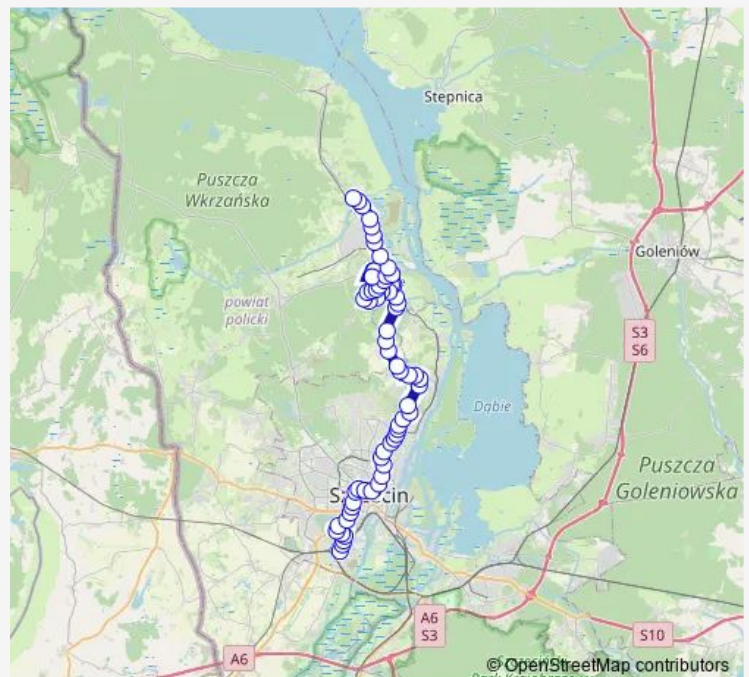 Stepnica
Puszcza
Wkrzańska
Goleniów
powiat
policki
S3
S6
Dąbie
Puszcza
Goleniowska
A6
S3
S10
A6
© OpenStreetMap contributors